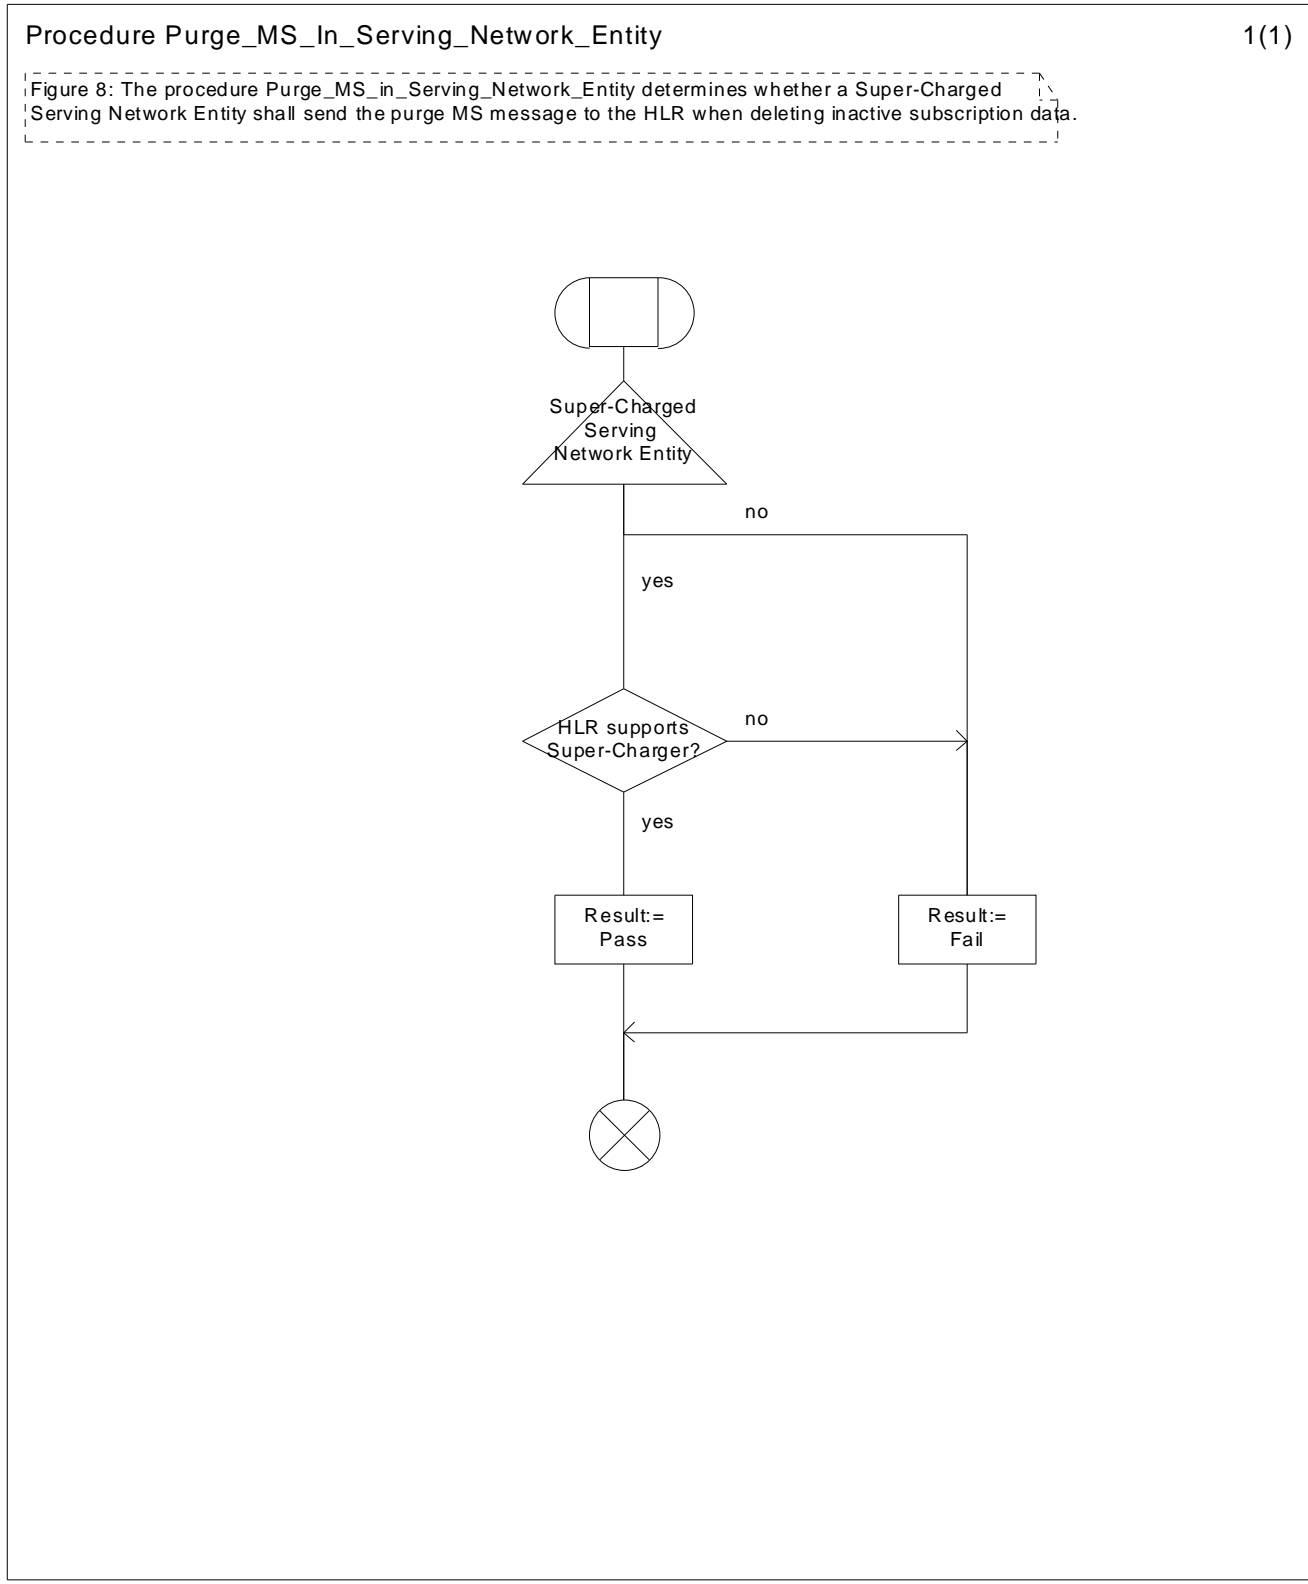 Procedure Purge_MS_In_Serving_Network_Entity 1(1)
Figure 8: The procedure Purge_MS_in_Serving_Network_Entity determines whether a Super-Charged
Serving Network Entity shall send the purge MS message to the HLR when deleting inactive subscription data.
Super-Charged
Serving
Network Entity
no
yes
HLR supports
Super-Charger?
no
yes
Result:=
Pass
Result:=
Fail